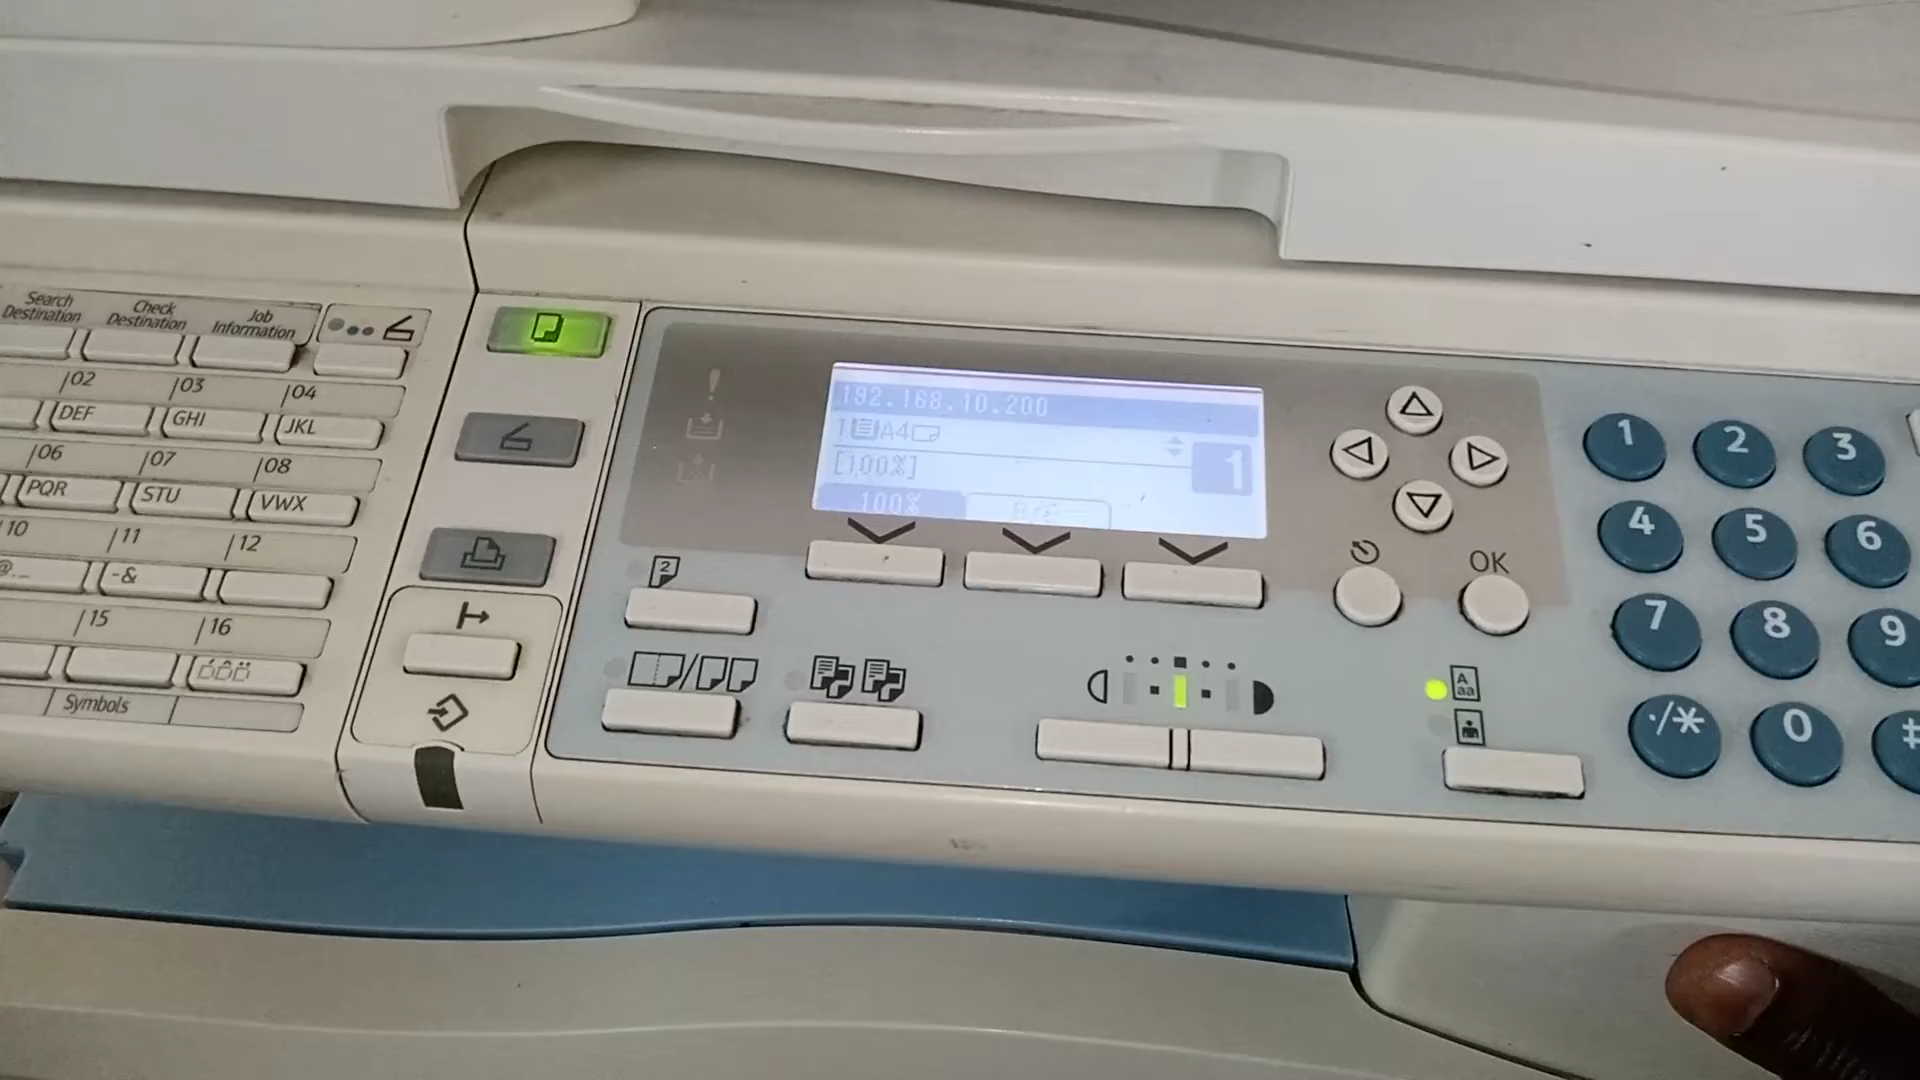 Search
Destination
Check
Destination
Job
Information
02
03
04
DEF
GHI
JKL
06
07
08
PQR
STU
VWX
10
11
12
-&
15
16
Symbols
192.168.10.200
1 A4
[100%]
1
100%
2
OK
A
aa
1 2 3
4 5 6
7 8 9
./* 0 #